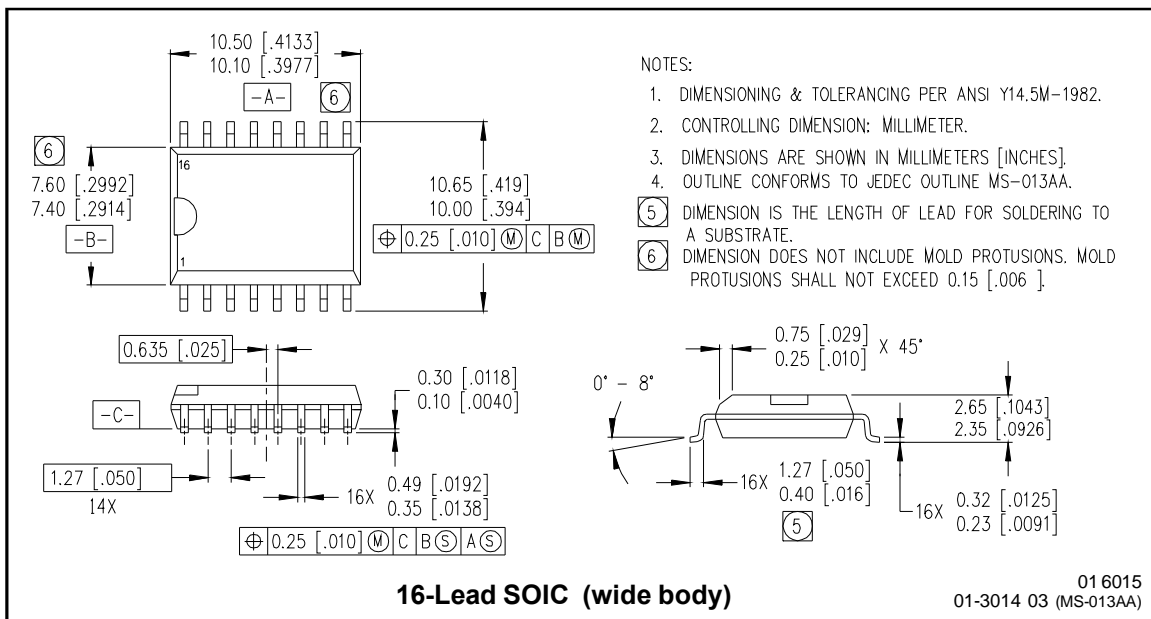 10.50 [.4133]
10.10 [.3977]
-A-
6
6
7.60 [.2992]
7.40 [.2914]
-B-
16
1
10.65 [.419]
10.00 [.394]
⌖ 0.25 [.010] Ⓜ C B Ⓜ
NOTES:
1. DIMENSIONING & TOLERANCING PER ANSI Y14.5M-1982.
2. CONTROLLING DIMENSION: MILLIMETER.
3. DIMENSIONS ARE SHOWN IN MILLIMETERS [INCHES].
4. OUTLINE CONFORMS TO JEDEC OUTLINE MS-013AA.
5 DIMENSION IS THE LENGTH OF LEAD FOR SOLDERING TO
A SUBSTRATE.
6 DIMENSION DOES NOT INCLUDE MOLD PROTUSIONS. MOLD
PROTUSIONS SHALL NOT EXCEED 0.15 [.006 ].
0.635 [.025]
-C-
0.30 [.0118]
0.10 [.0040]
1.27 [.050]
14X
16X 0.49 [.0192]
0.35 [.0138]
⌖ 0.25 [.010] Ⓜ C B Ⓢ A Ⓢ
0.75 [.029]
0.25 [.010] X 45°
0° - 8°
2.65 [.1043]
2.35 [.0926]
16X 1.27 [.050]
0.40 [.016]
5
16X 0.32 [.0125]
0.23 [.0091]
16-Lead SOIC (wide body)
01 6015
01-3014 03 (MS-013AA)